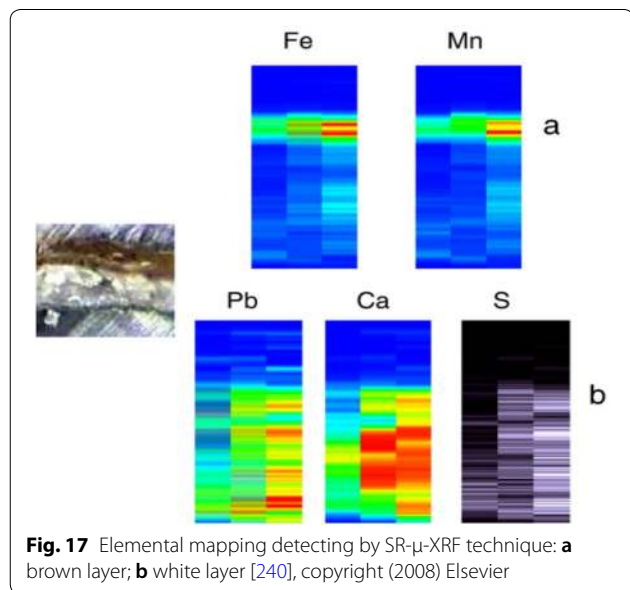 Fe Mn
a
Pb Ca S
b
Fig. 17 Elemental mapping detecting by SR-μ-XRF technique: a
brown layer; b white layer [240], copyright (2008) Elsevier